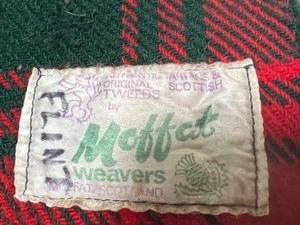 AUTHENTIC TARTANS &
ORIGINAL SCOTTISH
TWEEDS
by
Moffat
weavers
MOFFAT, SCOTLAND
FLINT